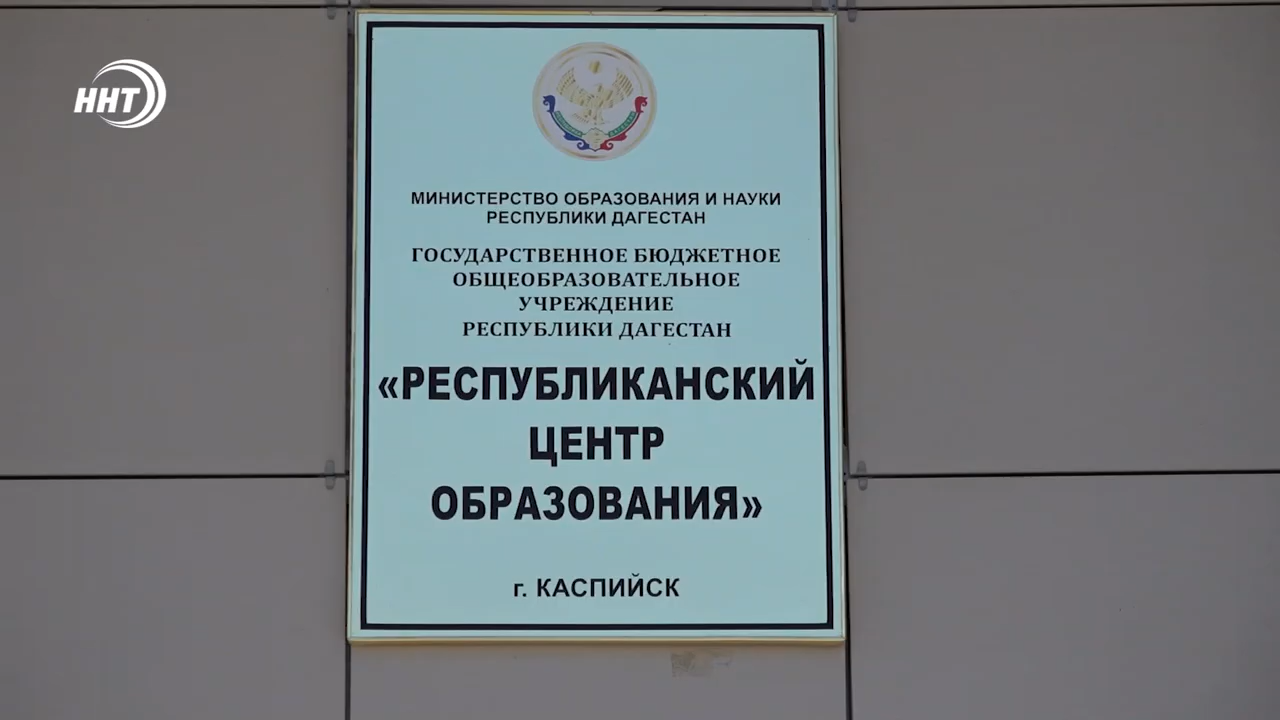 ННТ
МИНИСТЕРСТВО ОБРАЗОВАНИЯ И НАУКИ
РЕСПУБЛИКИ ДАГЕСТАН
ГОСУДАРСТВЕННОЕ БЮДЖЕТНОЕ
ОБЩЕОБРАЗОВАТЕЛЬНОЕ
УЧРЕЖДЕНИЕ
РЕСПУБЛИКИ ДАГЕСТАН
«РЕСПУБЛИКАНСКИЙ
ЦЕНТР
ОБРАЗОВАНИЯ»
г. КАСПИЙСК